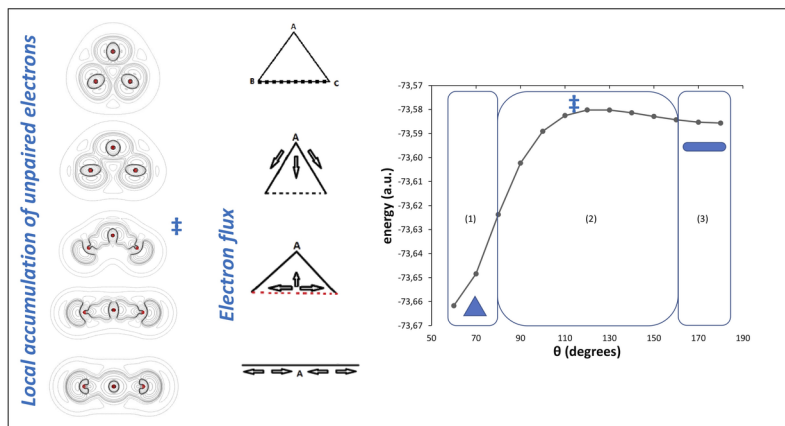 Local accumulation of unpaired electrons
‡
Electron flux
A
B
C
A
A
A
-73,57
-73,58
-73,59
-73,60
-73,61
-73,62
-73,63
-73,64
-73,65
-73,66
-73,67
energy (a.u.)
‡
(1)
(2)
(3)
50
70
90
110
130
150
170
190
θ (degrees)